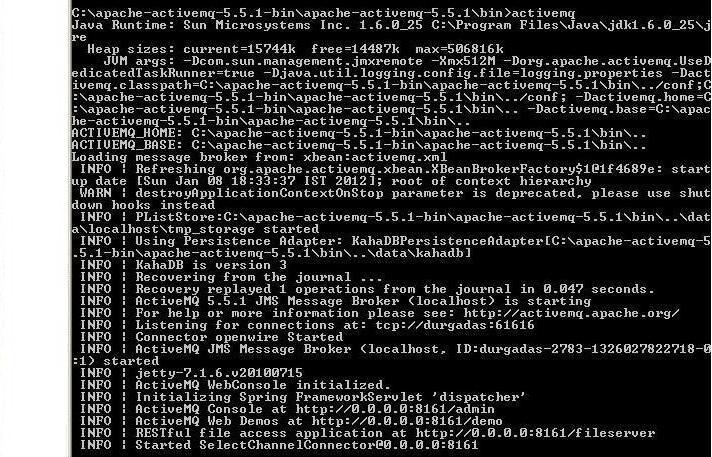 C:\apache-activemq-5.5.1-bin\apache-activemq-5.5.1\bin>activemq
Java Runtime: Sun Microsystems Inc. 1.6.0_25 C:\Program Files\Java\jdk1.6.0_25\j
re
Heap sizes: current=15744k free=14487k max=506816k
JVM args: -Dcom.sun.management.jmxremote -Xmx512M -Dorg.apache.activemq.UseD
edicatedTaskRunner=true -Djava.util.logging.config.file=logging.properties -Dact
ivemq.classpath=C:\apache-activemq-5.5.1-bin\apache-activemq-5.5.1\bin\../conf;C
:\apache-activemq-5.5.1-bin\apache-activemq-5.5.1\bin\../conf; -Dactivemq.home=C
:\apache-activemq-5.5.1-bin\apache-activemq-5.5.1\bin\.. -Dactivemq.base=C:\apac
he-activemq-5.5.1-bin\apache-activemq-5.5.1\bin\..
ACTIVEMQ_HOME: C:\apache-activemq-5.5.1-bin\apache-activemq-5.5.1\bin\..
ACTIVEMQ_BASE: C:\apache-activemq-5.5.1-bin\apache-activemq-5.5.1\bin\..
Loading message broker from: xbean:activemq.xml
INFO | Refreshing org.apache.activemq.xbean.XBeanBrokerFactory$1@1f4689e: start
up date [Sun Jan 08 18:33:37 IST 2012]; root of context hierarchy
WARN | destroyApplicationContextOnStop parameter is deprecated, please use shut
down hooks instead
INFO | PListStore:C:\apache-activemq-5.5.1-bin\apache-activemq-5.5.1\bin\..\dat
a\localhost\tmp_storage started
INFO | Using Persistence Adapter: KahaDBPersistenceAdapter[C:\apache-activemq-5
.5.1-bin\apache-activemq-5.5.1\bin\..\data\kahadb]
INFO | KahaDB is version 3
INFO | Recovering from the journal ...
INFO | Recovery replayed 1 operations from the journal in 0.047 seconds.
INFO | ActiveMQ 5.5.1 JMS Message Broker (localhost) is starting
INFO | For help or more information please see: http://activemq.apache.org/
INFO | Listening for connections at: tcp://durgadas:61616
INFO | Connector openwire Started
INFO | ActiveMQ JMS Message Broker (localhost, ID:durgadas-2783-1326027822718-0
:1) started
INFO | jetty-7.1.6.v20100715
INFO | ActiveMQ WebConsole initialized.
INFO | Initializing Spring FrameworkServlet 'dispatcher'
INFO | ActiveMQ Console at http://0.0.0.0:8161/admin
INFO | ActiveMQ Web Demos at http://0.0.0.0:8161/demo
INFO | RESTful file access application at http://0.0.0.0:8161/fileserver
INFO | Started SelectChannelConnector@0.0.0.0:8161